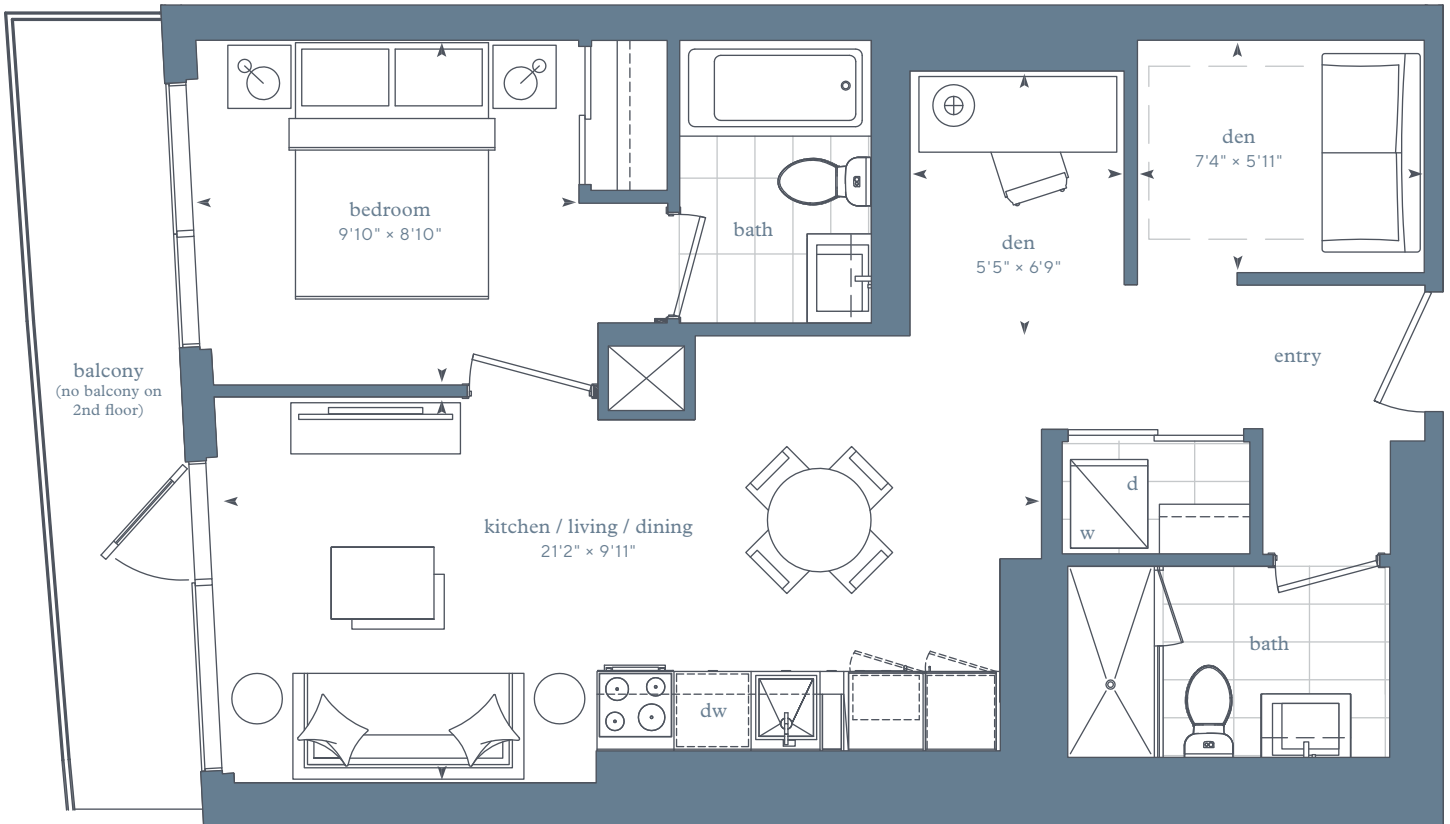 den
7'4" × 5'11"
bedroom
9'10" × 8'10"
bath
den
5'5" × 6'9"
balcony
(no balcony on
2nd floor)
entry
kitchen / living / dining
21'2" × 9'11"
d
w
bath
dw